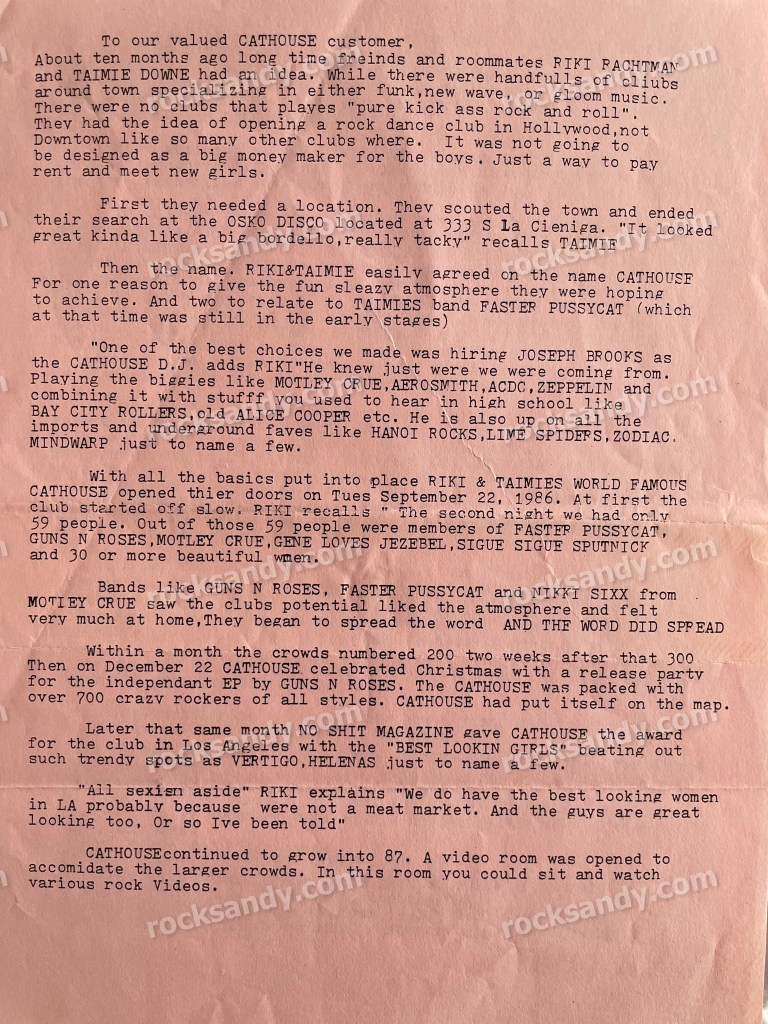 To our valued CATHOUSE customer,
About ten months ago long time freinds and roommates RIKI RACHTMAN
and TAIMIE DOWNE had an idea. While there were handfulls of cliubs
around town specializing in either funk,new wave, or gloom music.
There were no clubs that playes "pure kick ass rock and roll".
They had the idea of opening a rock dance club in Hollywood,not
Downtown like so many other clubs where. It was not going to
be designed as a big money maker for the boys. Just a way to pay
rent and meet new girls.
First they needed a location. They scouted the town and ended
their search at the OSKO DISCO located at 333 S La Cieniga. "It looked
great kinda like a big bordello,really tacky" recalls TAIMIE
Then the name. RIKI&TAIMIE easily agreed on the name CATHOUSE
For one reason to give the fun sleazy atmosphere they were hoping
to achieve. And two to relate to TAIMIES band FASTER PUSSYCAT (which
at that time was still in the early stages)
"One of the best choices we made was hiring JOSEPH BROOKS as
the CATHOUSE D.J. adds RIKI"He knew just were we were coming from.
Playing the biggies like MOTLEY CRUE,AEROSMITH,ACDC,ZEPPELIN and
combining it with stufff you used to hear in high school like
BAY CITY ROLLERS,old ALICE COOPER etc. He is also up on all the
imports and underground faves like HANOI ROCKS,LIME SPIDERS,ZODIAC
MINDWARP just to name a few.
With all the basics put into place RIKI & TAIMIES WORLD FAMOUS
CATHOUSE opened thier doors on Tues September 22, 1986. At first the
club started off slow. RIKI recalls " The second night we had only
59 people. Out of those 59 people were members of FASTER PUSSYCAT,
GUNS N ROSES,MOTLEY CRUE,GENE LOVES JEZEBEL,SIGUE SIGUE SPUTNICK
and 30 or more beautiful women.
Bands like GUNS N ROSES, FASTER PUSSYCAT and NIKKI SIXX from
MOTLEY CRUE saw the clubs potential liked the atmosphere and felt
very much at home,They began to spread the word AND THE WORD DID SPREAD
Within a month the crowds numbered 200 two weeks after that 300
Then on December 22 CATHOUSE celebrated Christmas with a release party
for the independant EP by GUNS N ROSES. The CATHOUSE was packed with
over 700 crazy rockers of all styles. CATHOUSE had put itself on the map.
Later that same month NO SHIT MAGAZINE gave CATHOUSE the award
for the club in Los Angeles with the "BEST LOOKIN GIRLS" beating out
such trendy spots as VERTIGO,HELENAS just to name a few.
"All sexism aside" RIKI explains "We do have the best looking women
in LA probably because were not a meat market. And the guys are great
looking too, Or so Ive been told"
CATHOUSEcontinued to grow into 87. A video room was opened to
accomidate the larger crowds. In this room you could sit and watch
various rock Videos.
rocksandy.com